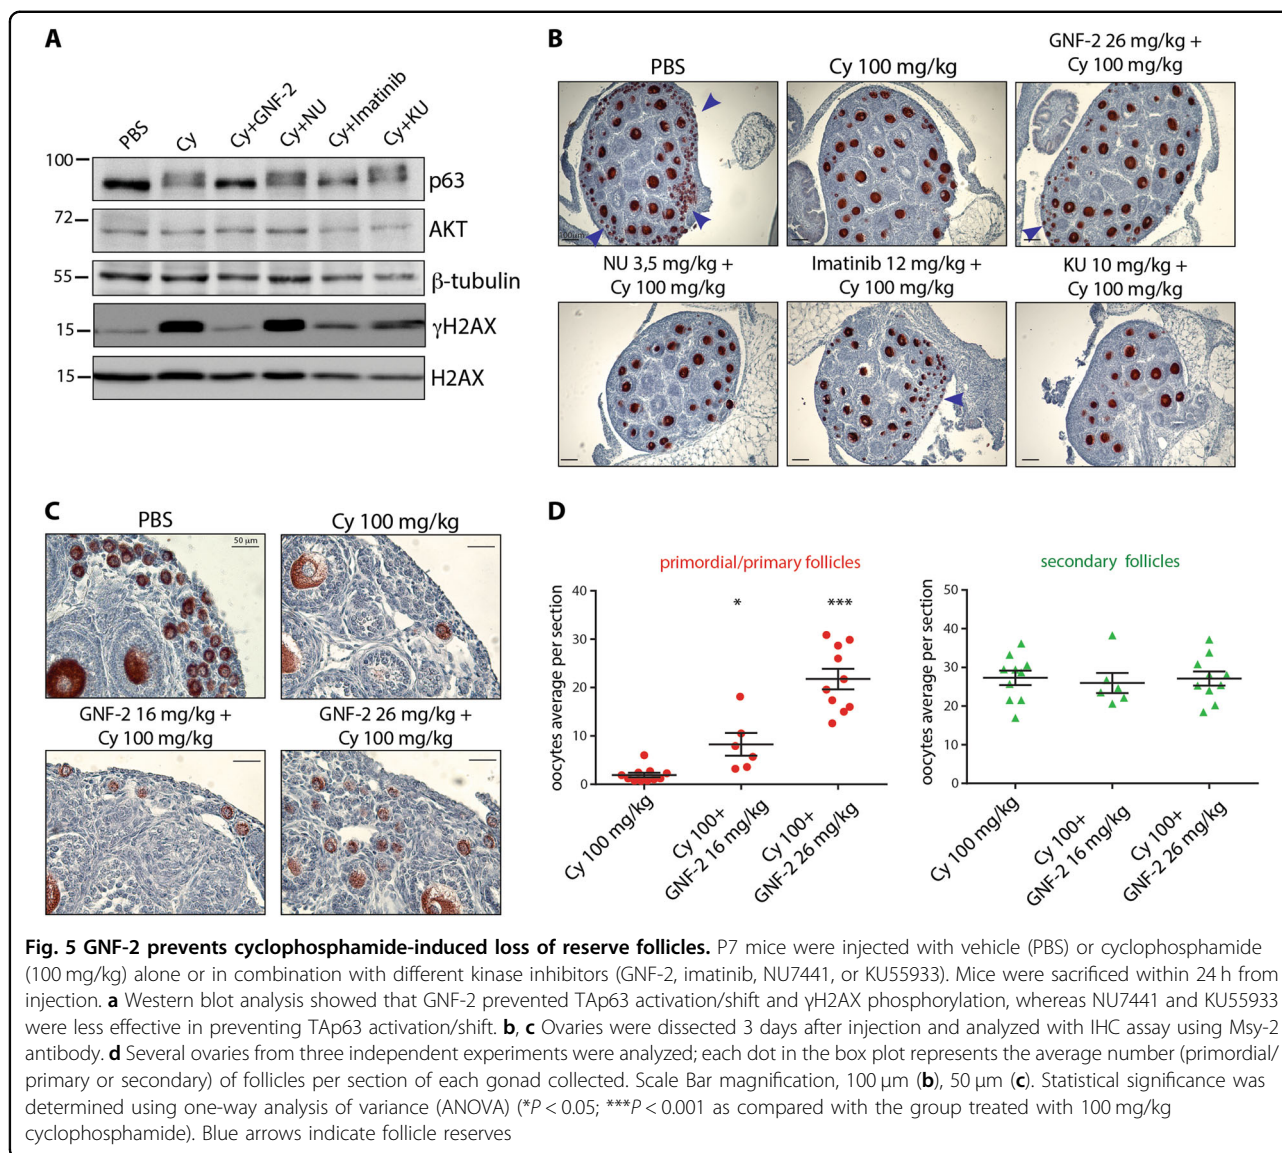 A
PBS
Cy
Cy+GNF-2
Cy+NU
Cy+Imatinib
Cy+KU
100
p63
72
AKT
55
β-tubulin
15
γH2AX
15
H2AX
B
PBS
Cy 100 mg/kg
GNF-2 26 mg/kg +
Cy 100 mg/kg
NU 3,5 mg/kg +
Cy 100 mg/kg
Imatinib 12 mg/kg +
Cy 100 mg/kg
KU 10 mg/kg +
Cy 100 mg/kg
C
PBS
50 µm
Cy 100 mg/kg
GNF-2 16 mg/kg +
Cy 100 mg/kg
GNF-2 26 mg/kg +
Cy 100 mg/kg
D
primordial/primary follicles
oocytes average per section
40
30
20
10
0
*
***
Cy 100 mg/kg
Cy 100+
GNF-2 16 mg/kg
Cy 100+
GNF-2 26 mg/kg
secondary follicles
oocytes average per section
50
40
30
20
10
0
Cy 100 mg/kg
Cy 100+
GNF-2 16 mg/kg
Cy 100+
GNF-2 26 mg/kg
Fig. 5 GNF-2 prevents cyclophosphamide-induced loss of reserve follicles. P7 mice were injected with vehicle (PBS) or cyclophosphamide
(100 mg/kg) alone or in combination with different kinase inhibitors (GNF-2, imatinib, NU7441, or KU55933). Mice were sacrificed within 24 h from
injection. a Western blot analysis showed that GNF-2 prevented TAp63 activation/shift and γH2AX phosphorylation, whereas NU7441 and KU55933
were less effective in preventing TAp63 activation/shift. b, c Ovaries were dissected 3 days after injection and analyzed with IHC assay using Msy-2
antibody. d Several ovaries from three independent experiments were analyzed; each dot in the box plot represents the average number (primordial/
primary or secondary) of follicles per section of each gonad collected. Scale Bar magnification, 100 µm (b), 50 µm (c). Statistical significance was
determined using one-way analysis of variance (ANOVA) (*P < 0.05; ***P < 0.001 as compared with the group treated with 100 mg/kg
cyclophosphamide). Blue arrows indicate follicle reserves